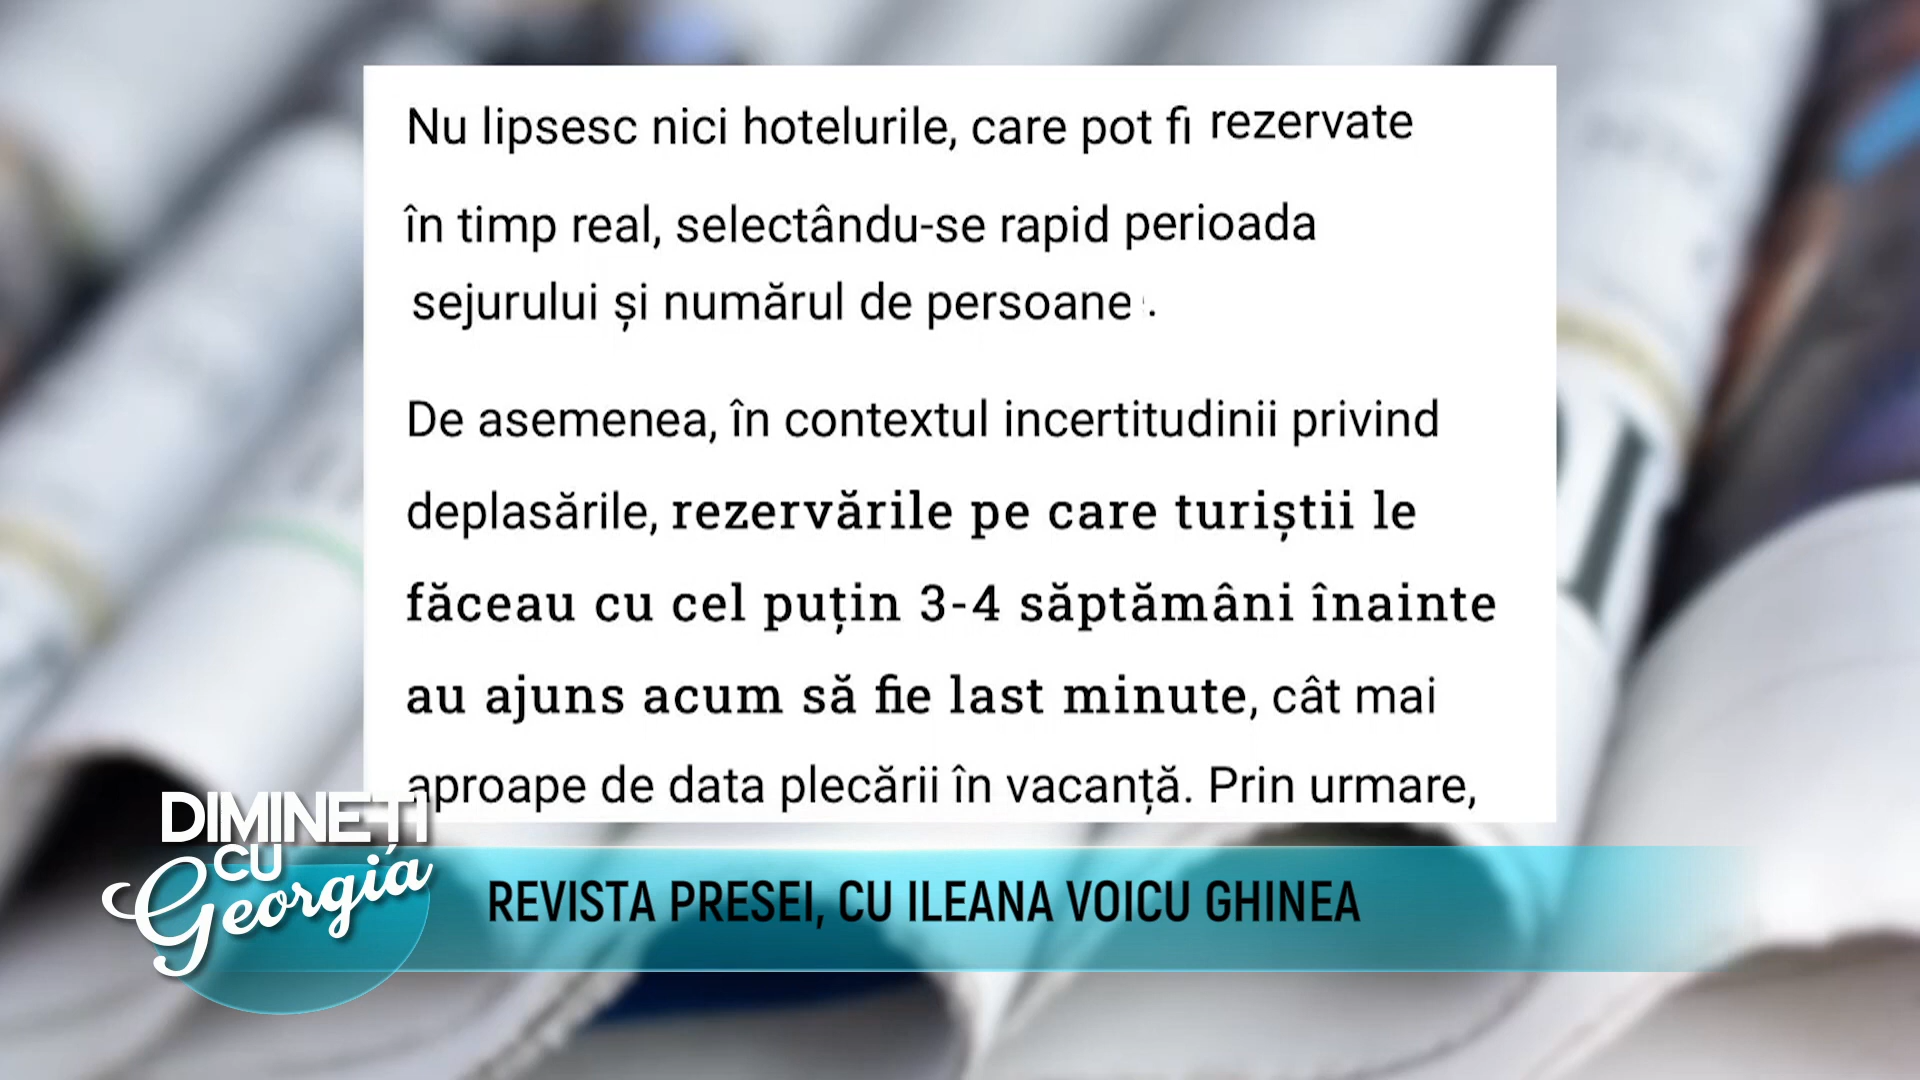 Nu lipsesc nici hotelurile, care pot fi rezervate
în timp real, selectându-se rapid perioada
sejurului și numărul de persoane .
De asemenea, în contextul incertitudinii privind
deplasările, rezervările pe care turiștii le
făceau cu cel puțin 3-4 săptămâni înainte
au ajuns acum să fie last minute, cât mai
aproape de data plecării în vacanță. Prin urmare,
DIMINEȚI
CU
Georgia
REVISTA PRESEI, CU ILEANA VOICU GHINEA